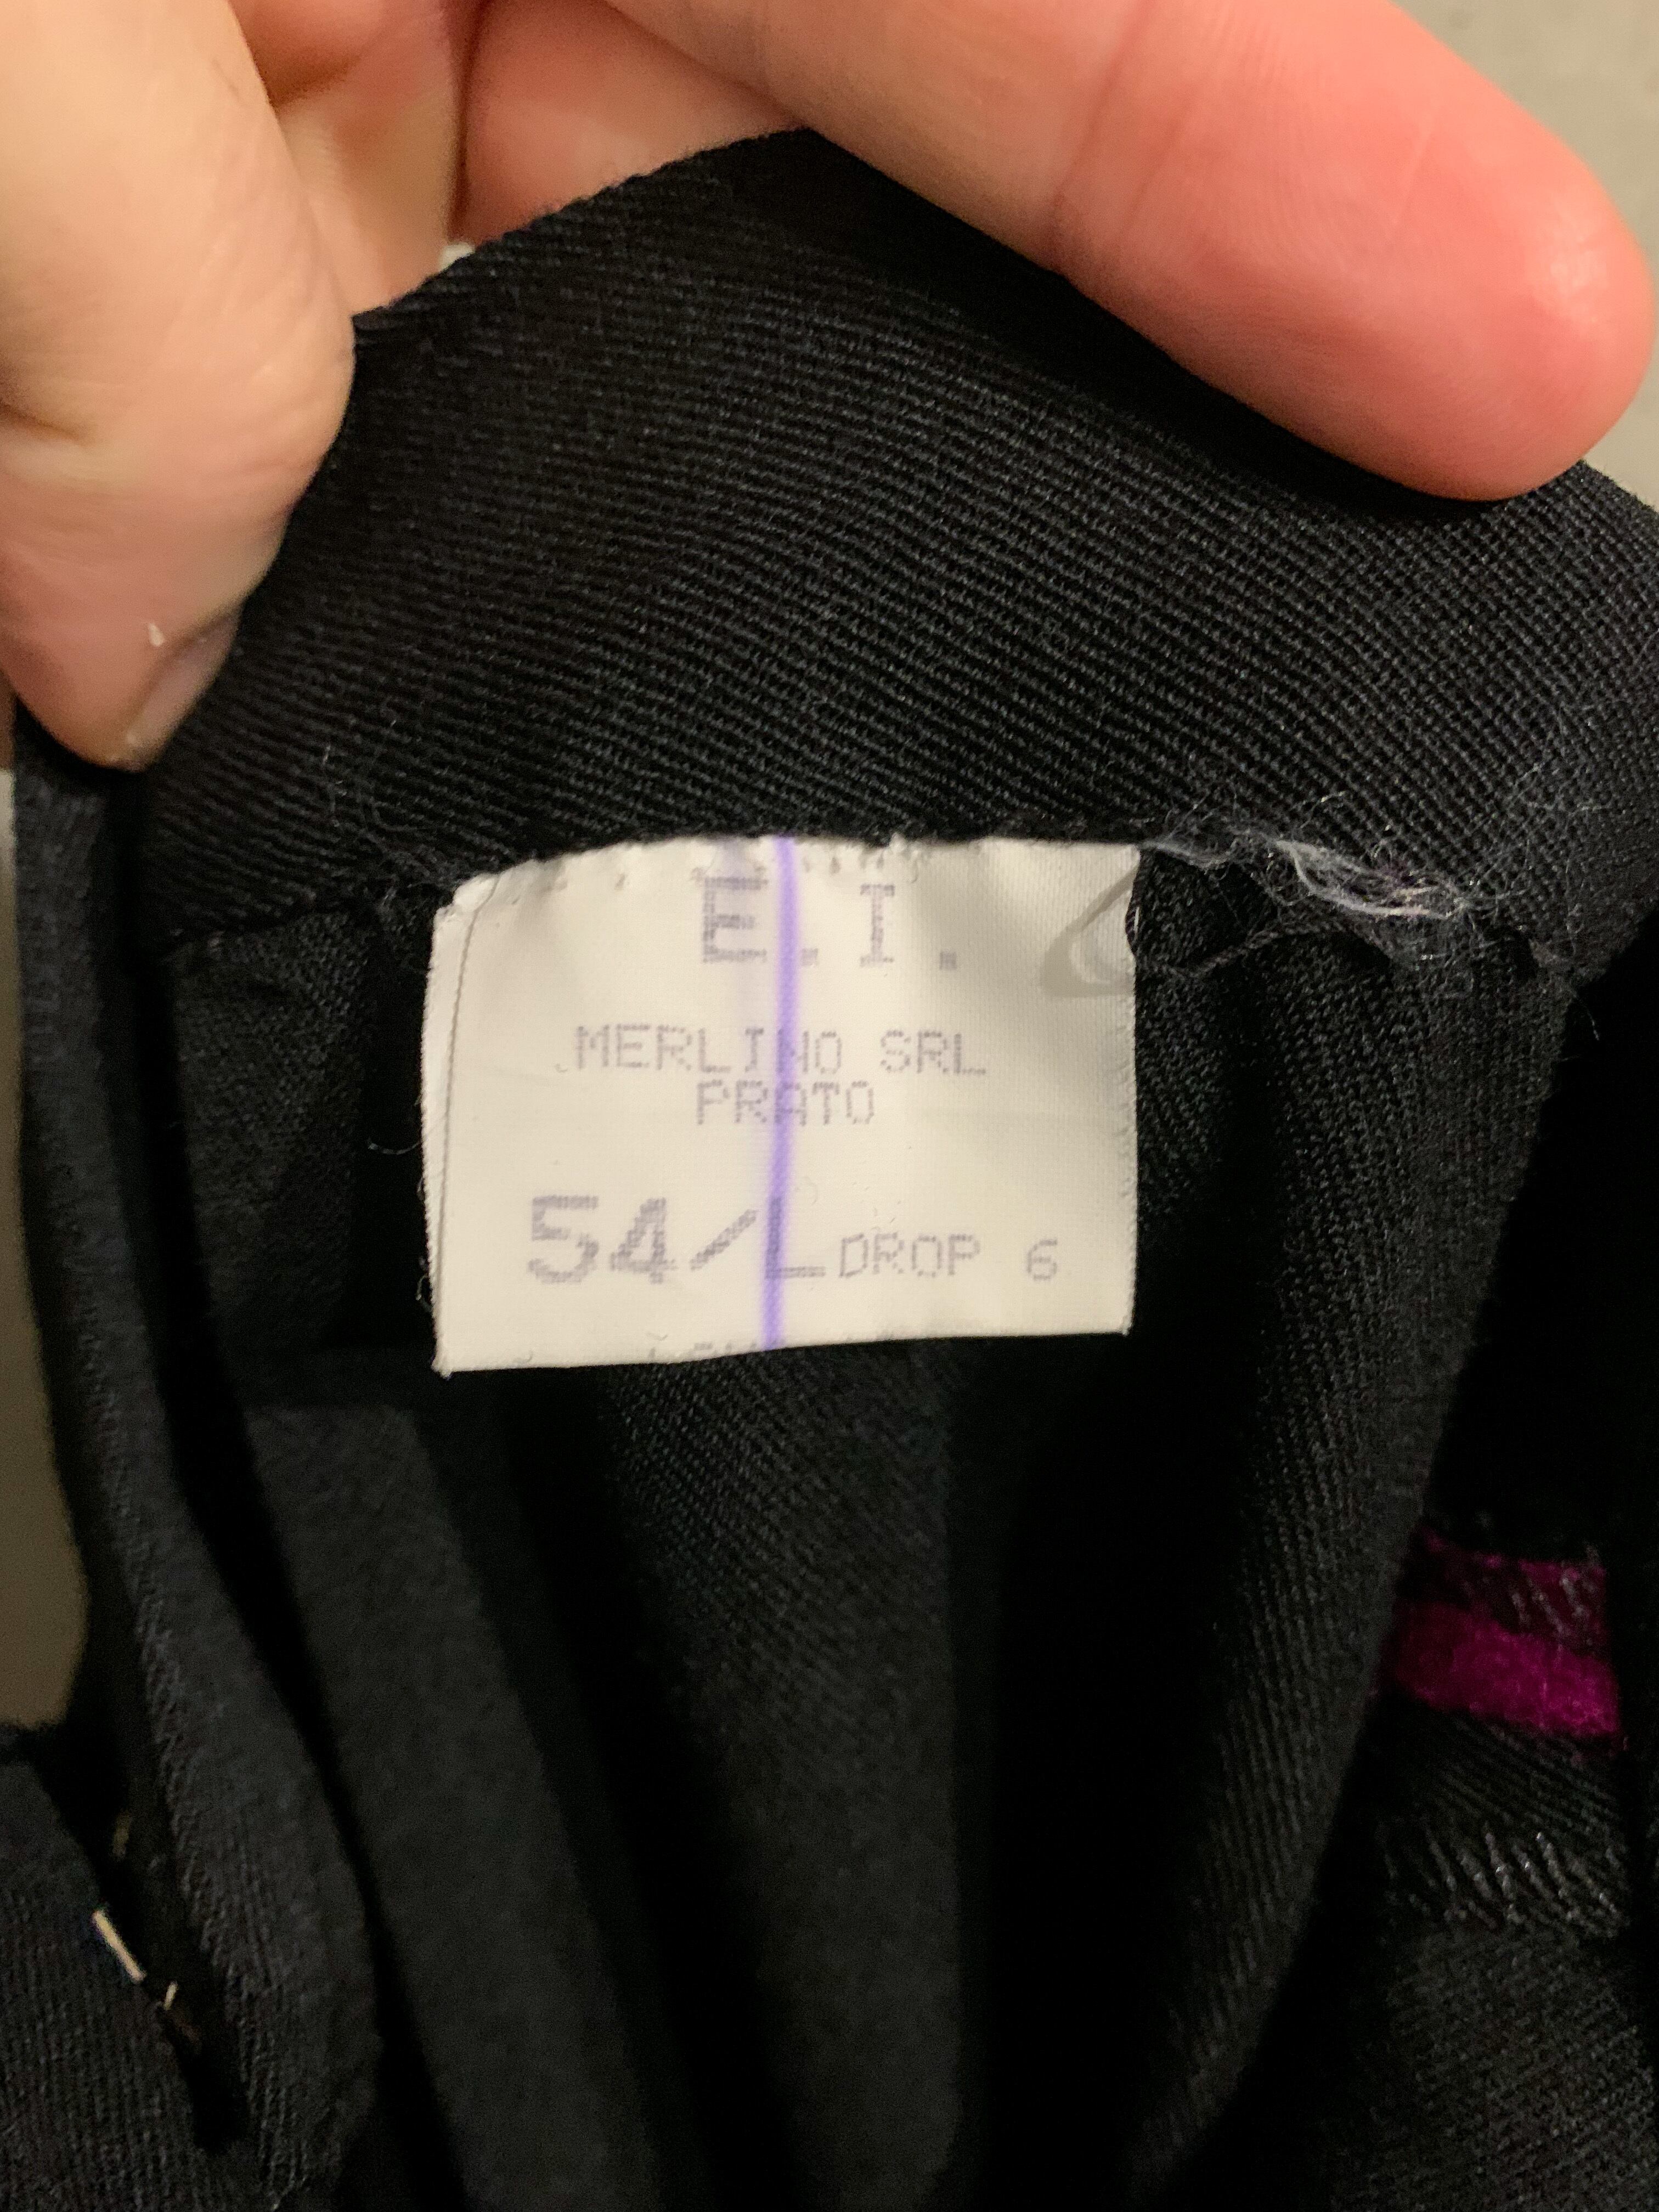 E.I.
MERLINO SRL
PRATO
54/L DROP 6